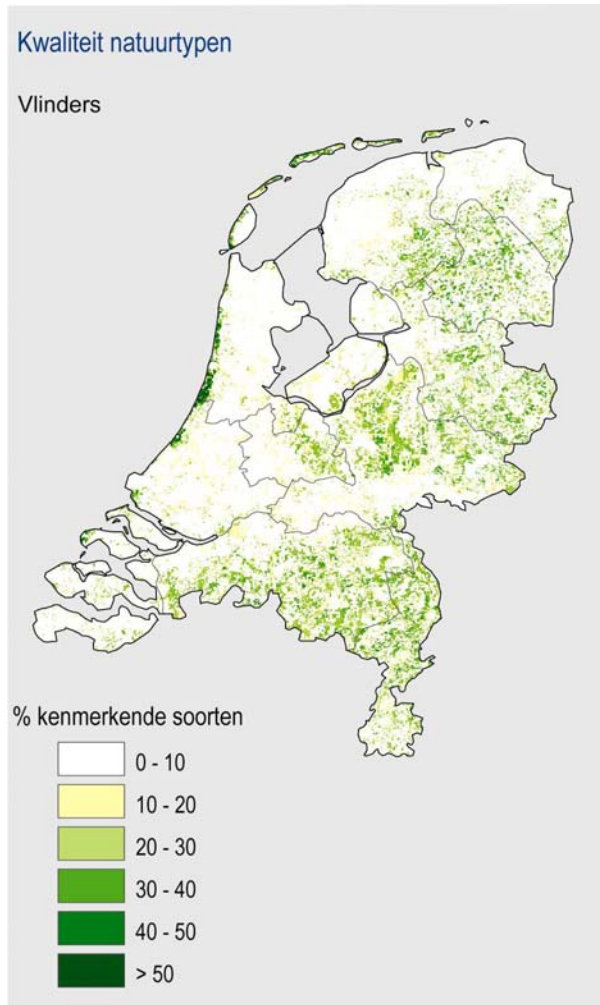 Kwaliteit natuurtypen
Vlinders
% kenmerkende soorten
0 - 10
10 - 20
20 - 30
30 - 40
40 - 50
> 50